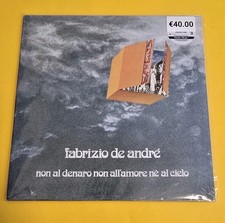 €40.00
fabrizio de andré
non al denaro non all'amore nè al cielo